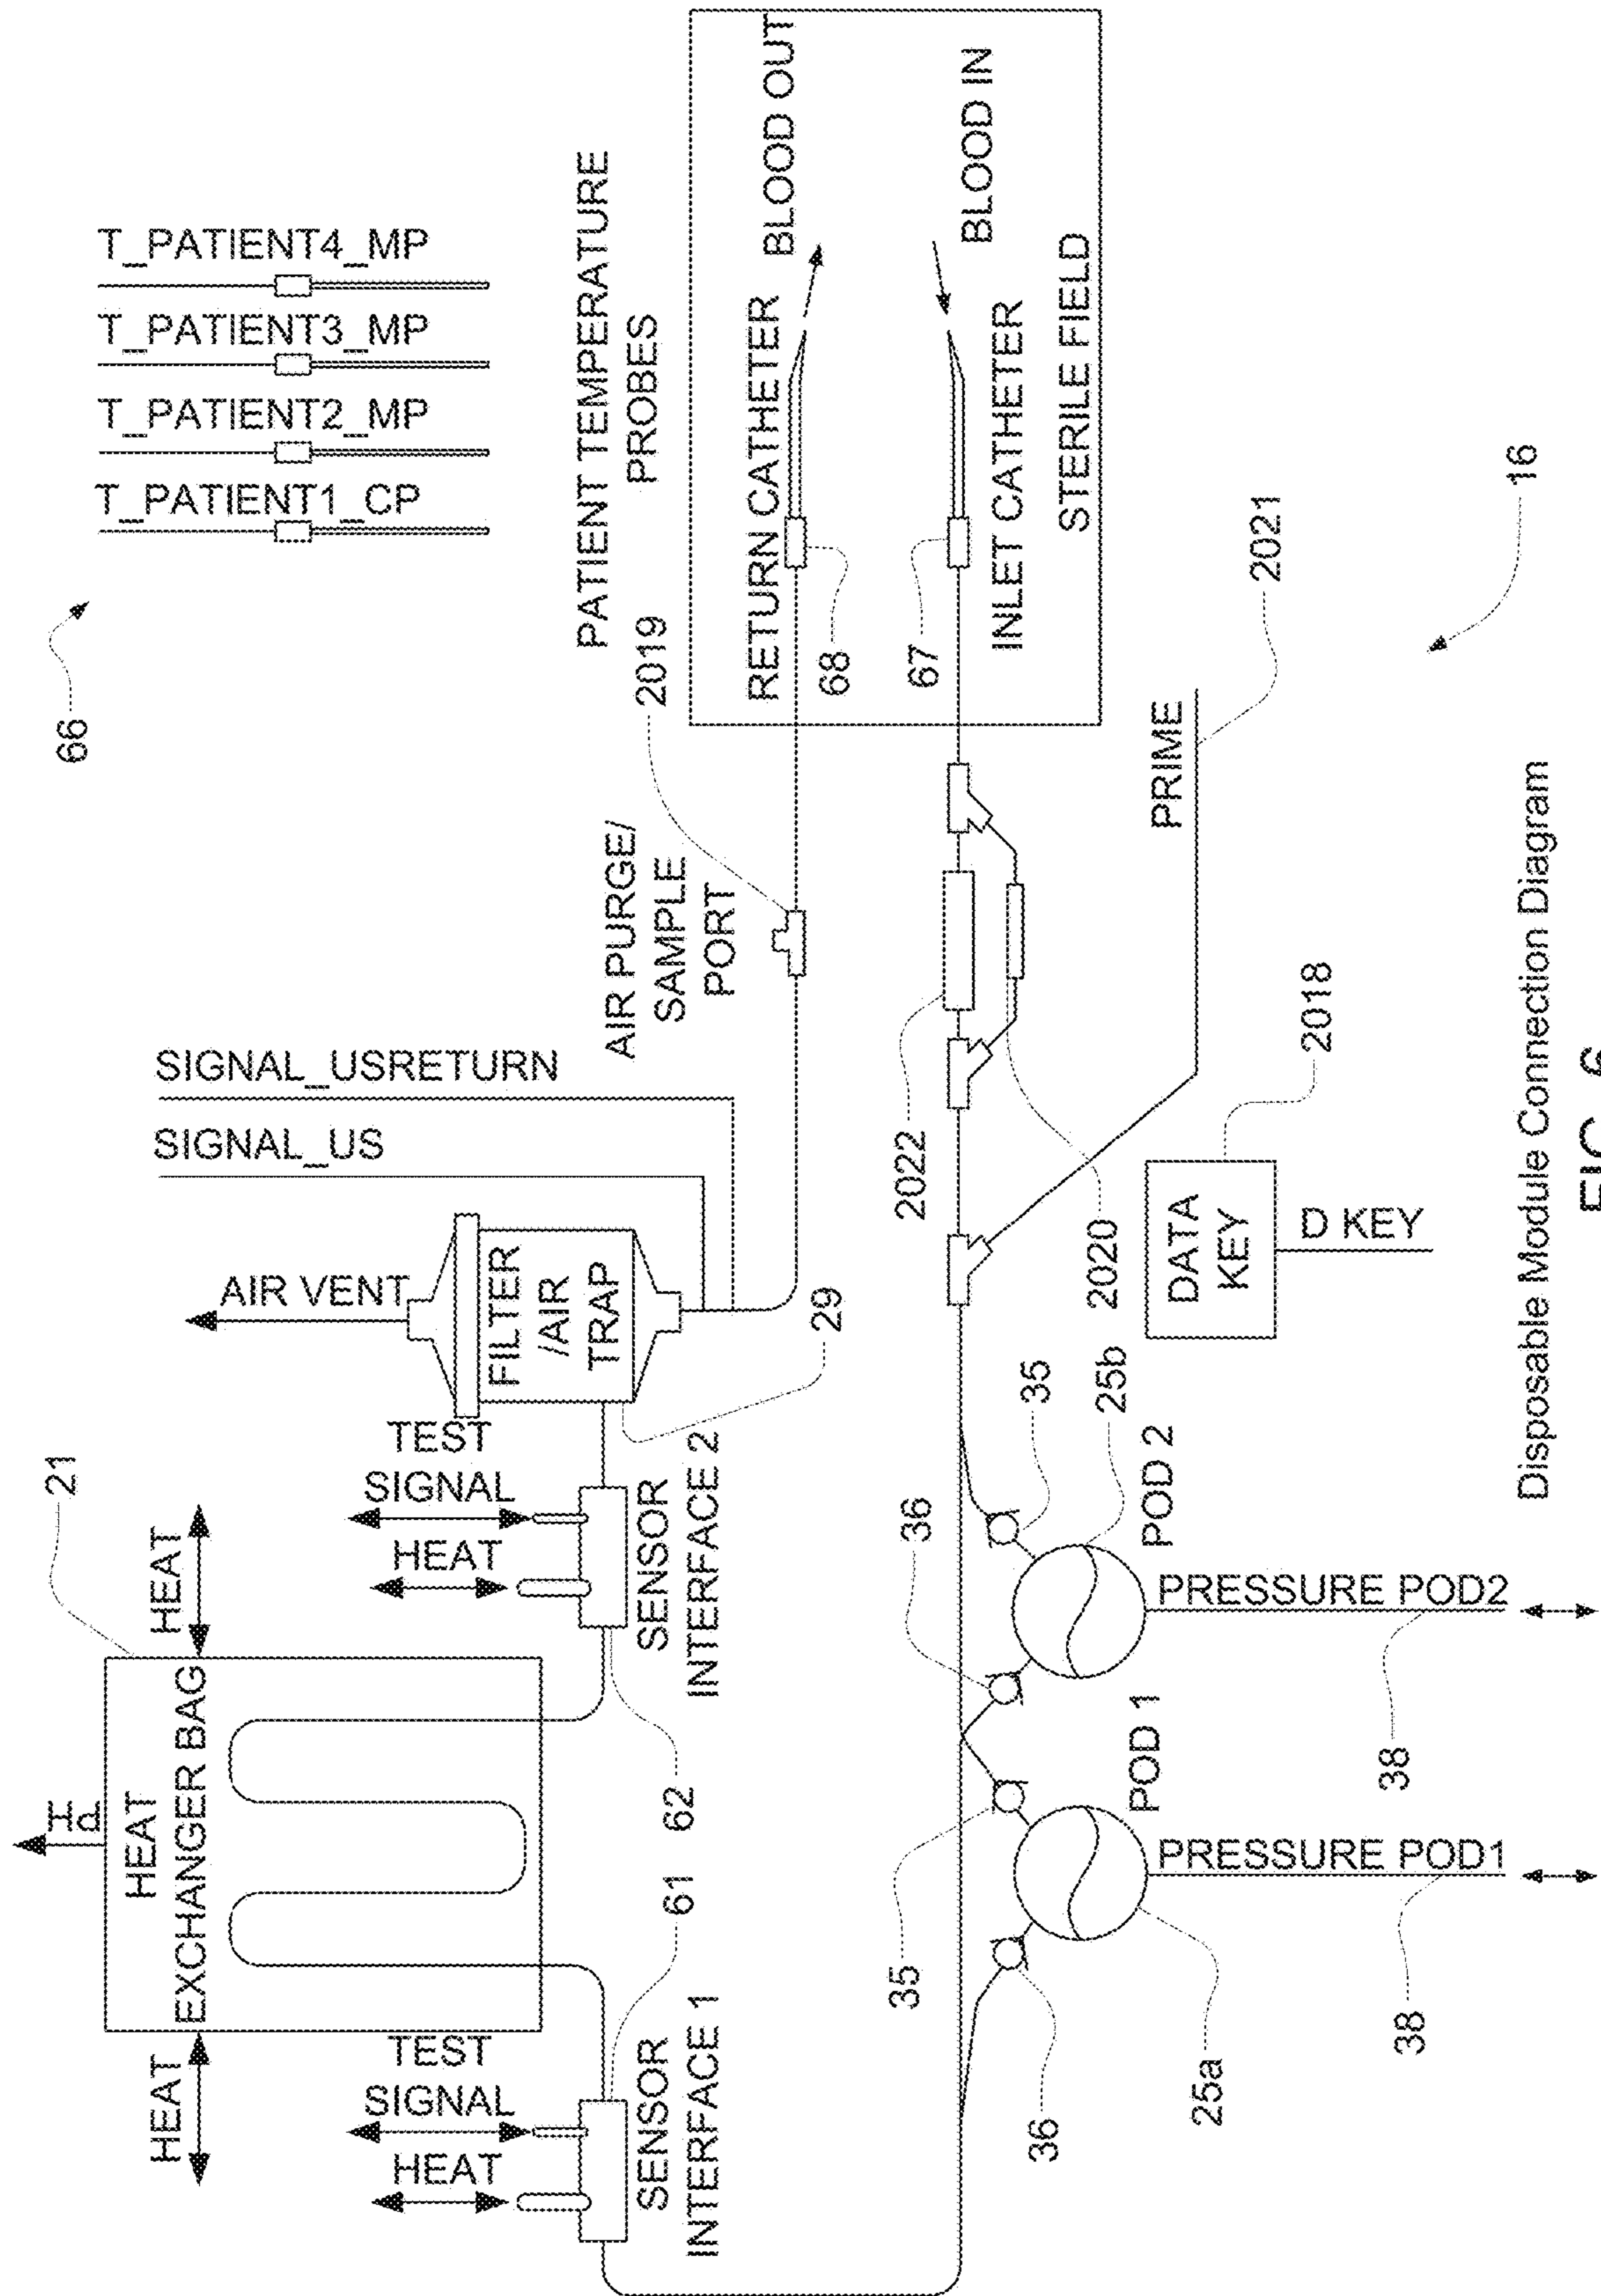 HEAT
HEAT
PH
HEAT
EXCHANGER BAG
21
TEST
SIGNAL
HEAT
SENSOR
INTERFACE 1
61
TEST
SIGNAL
HEAT
SENSOR
INTERFACE 2
62
AIR VENT
FILTER
/AIR
TRAP
29
SIGNAL_US
SIGNAL_USRETURN
66
T_PATIENT1_CP
T_PATIENT2_MP
T_PATIENT3_MP
T_PATIENT4_MP
PATIENT TEMPERATURE
PROBES
AIR PURGE/
SAMPLE
PORT
2019
RETURN CATHETER
BLOOD OUT
68
67
BLOOD IN
INLET CATHETER
STERILE FIELD
36
35
36
35
2022
2020
25a
POD 1
PRESSURE POD1
38
25b
POD 2
PRESSURE POD2
38
DATA
KEY
D KEY
2018
PRIME
2021
16
Disposable Module Connection Diagram
FIG. 6